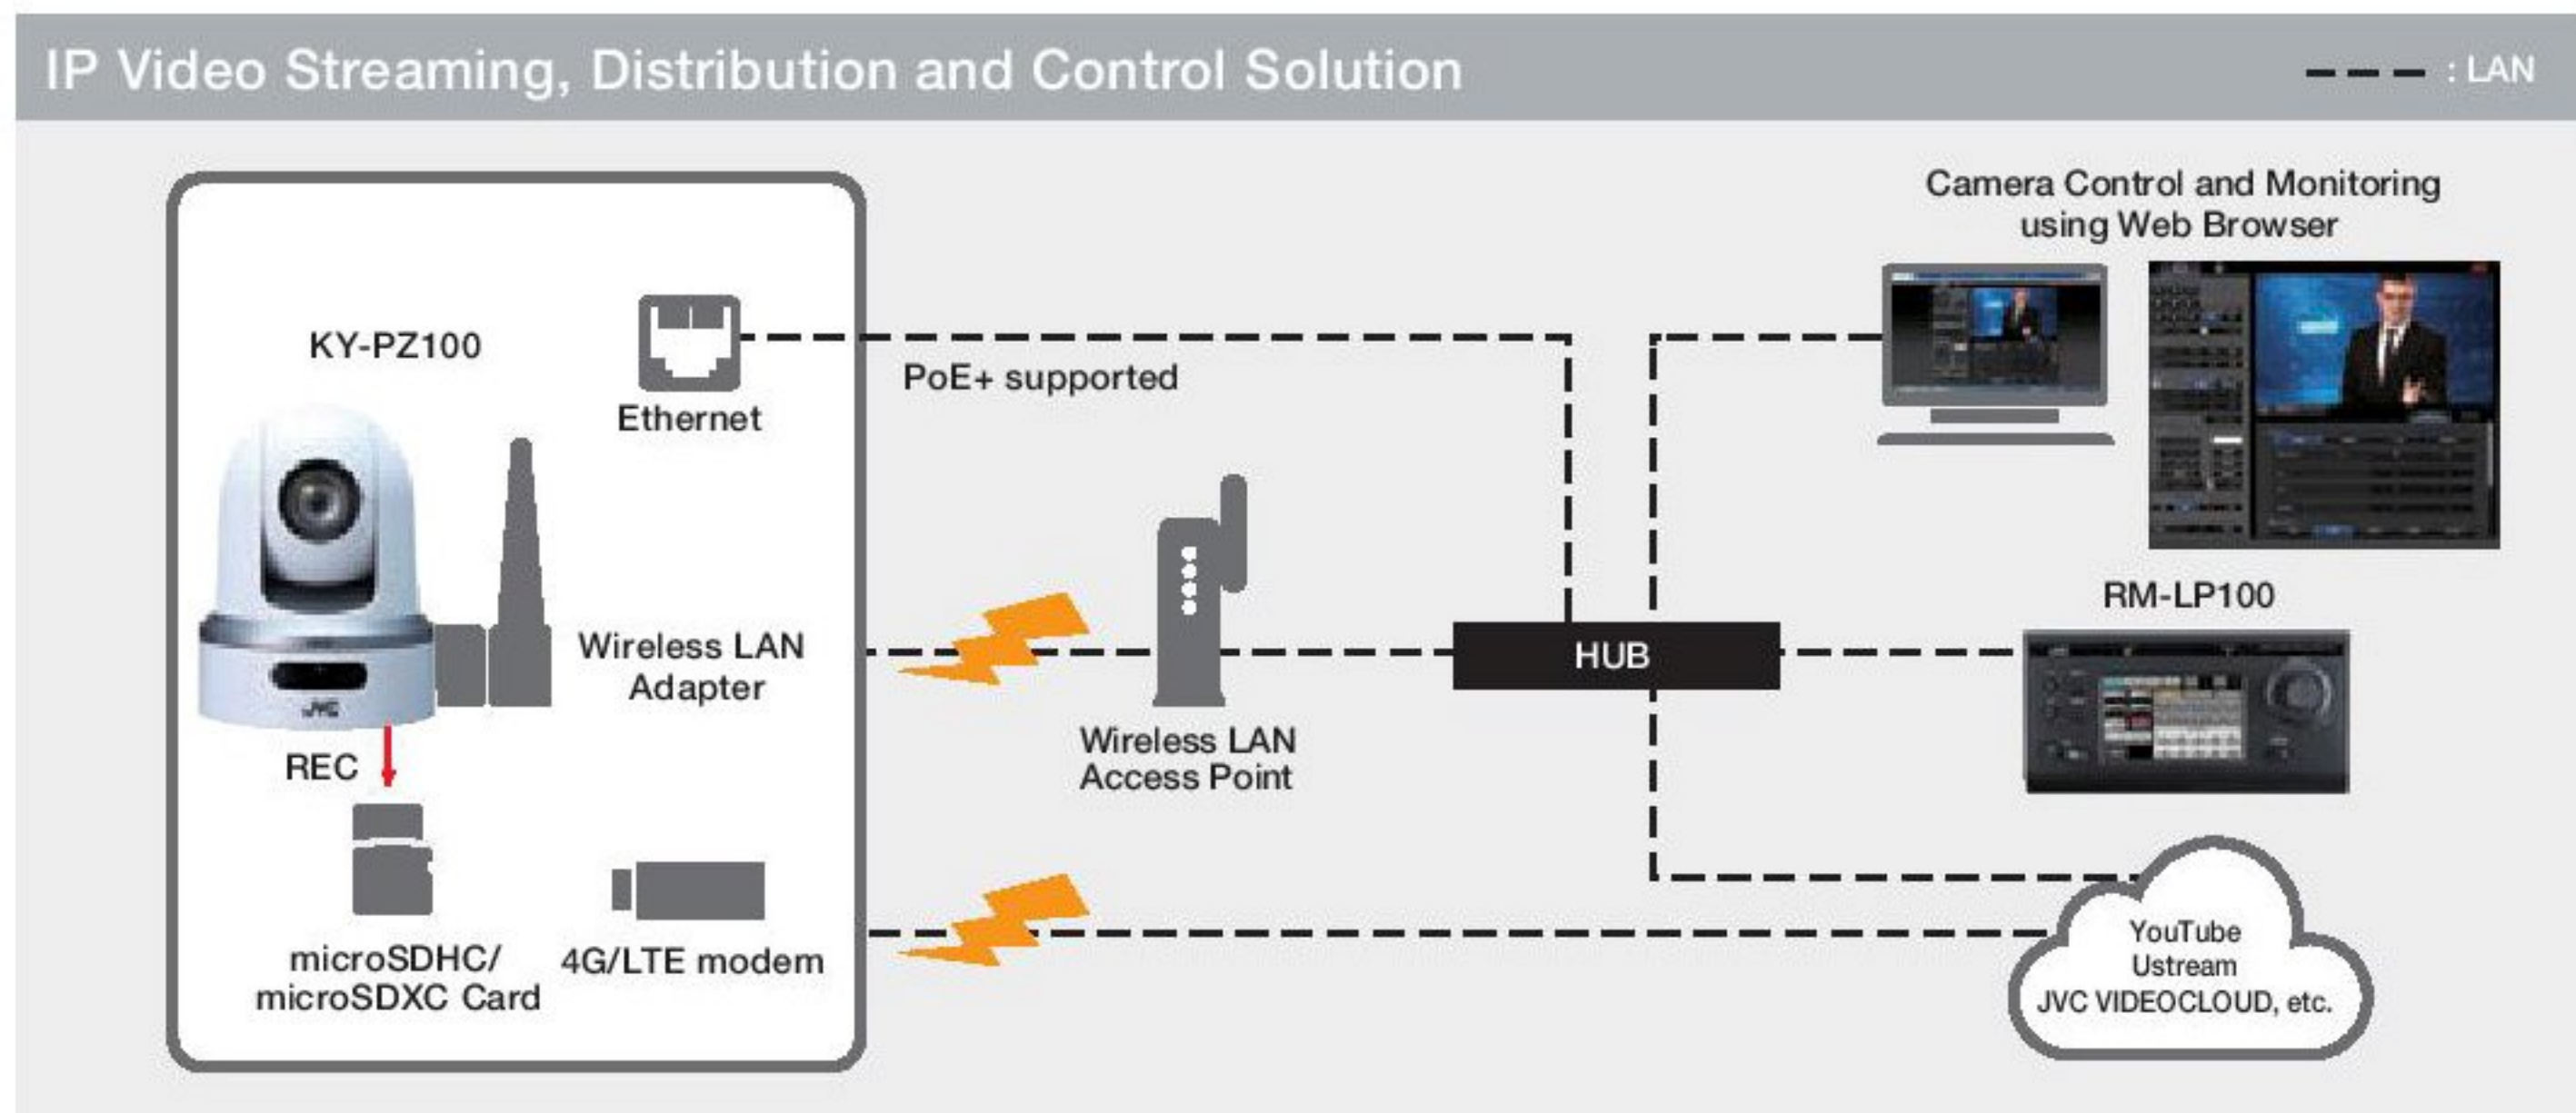 IP Video Streaming, Distribution and Control Solution
: LAN
Camera Control and Monitoring
using Web Browser
KY-PZ100
Ethernet
PoE+ supported
RM-LP100
HUB
Wireless LAN
Adapter
JVC
REC
Wireless LAN
Access Point
microSDHC/
microSDXC Card
4G/LTE modem
YouTube
Ustream
JVC VIDEOCLOUD, etc.